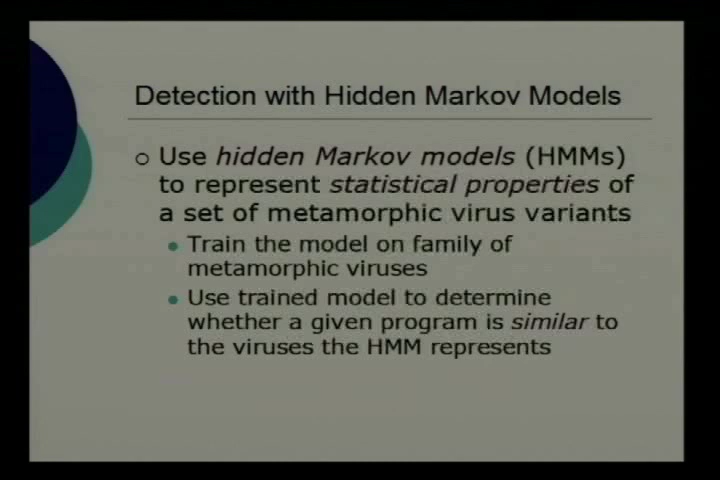 Detection with Hidden Markov Models
Use hidden Markov models (HMMs)
to represent statistical properties of
a set of metamorphic virus variants
Train the model on family of
metamorphic viruses
Use trained model to determine
whether a given program is similar to
the viruses the HMM represents